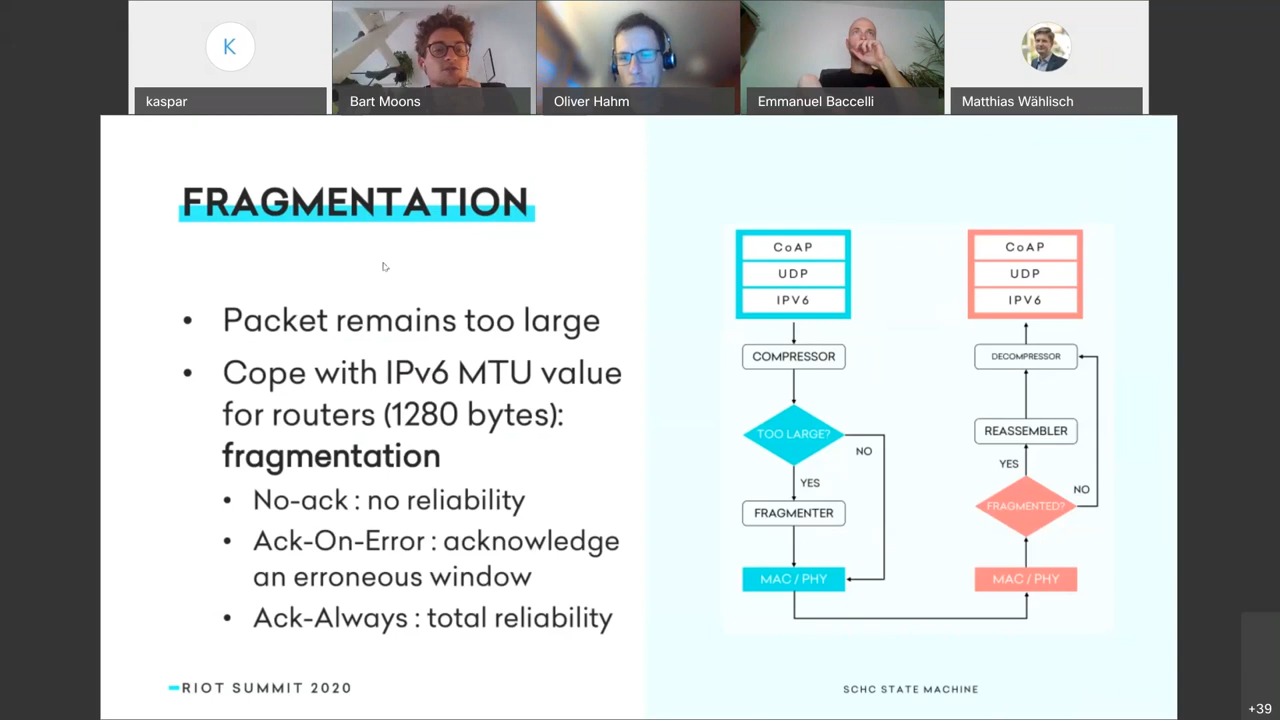 K
kaspar
Bart Moons
Oliver Hahm
Emmanuel Baccelli
Matthias Wählisch
FRAGMENTATION
• Packet remains too large
• Cope with IPv6 MTU value
for routers (1280 bytes):
fragmentation
• No-ack : no reliability
• Ack-On-Error : acknowledge
an erroneous window
• Ack-Always : total reliability
RIOT SUMMIT 2020
CoAP
UDP
IPV6
COMPRESSOR
TOO LARGE?
NO
YES
FRAGMENTER
MAC / PHY
CoAP
UDP
IPV6
DECOMPRESSOR
REASSEMBLER
YES
NO
FRAGMENTED?
MAC / PHY
SCHC STATE MACHINE
+39